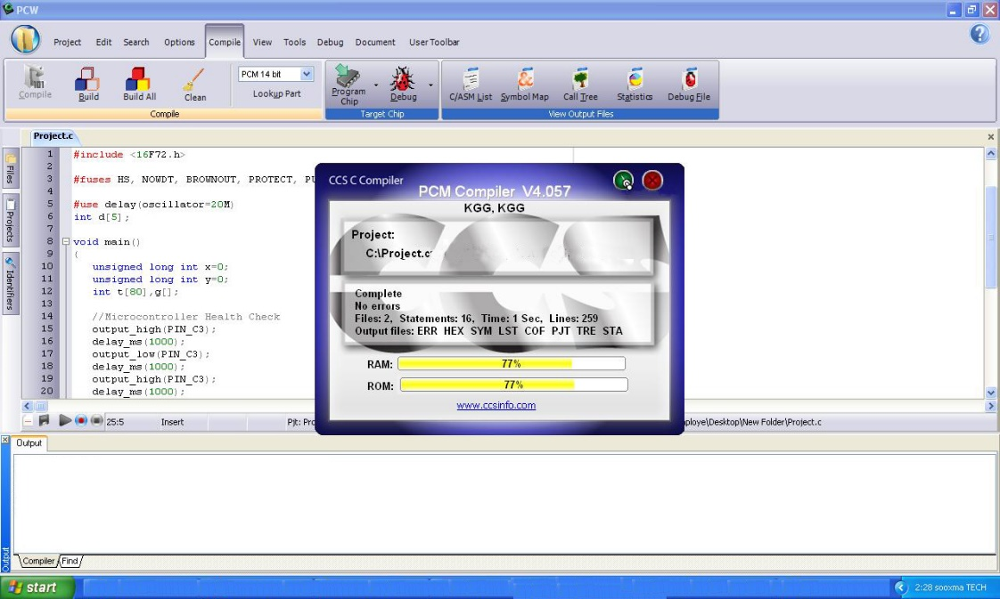 PCW
Project Edit Search Options Compile View Tools Debug Document User Toolbar
PCM 14 bit
Compile Build Build All Clean Lookup Part Program Chip Debug C/ASM List Symbol Map Call Tree Statistics Debug File
Compile Target Chip View Output Files
Project.c
Files
Projects
Identifiers
1 #include <16F72.h>
2
3 #fuses HS, NOWDT, BROWNOUT, PROTECT, PU
4
5 #use delay(oscillator=20M)
6 int d[5];
7
8 void main()
9 {
10 unsigned long int x=0;
11 unsigned long int y=0;
12 int t[80],g[];
13
14 //Microcontroller Health Check
15 output_high(PIN_C3);
16 delay_ms(1000);
17 output_low(PIN_C3);
18 delay_ms(1000);
19 output_high(PIN_C3);
20 delay_ms(1000);
CCS C Compiler
PCM Compiler V4.057
KGG, KGG
Project:
C:\Project.c
Complete
No errors
Files: 2, Statements: 16, Time: 1 Sec, Lines: 259
Output files: ERR HEX SYM LST COF PJT TRE STA
RAM: 77%
ROM: 77%
www.ccsinfo.com
25:5 Insert Pjt: Pro ploye\Desktop\New Folder\Project.c
Output
Output
Compiler Find
start
2:28 sooxma TECH